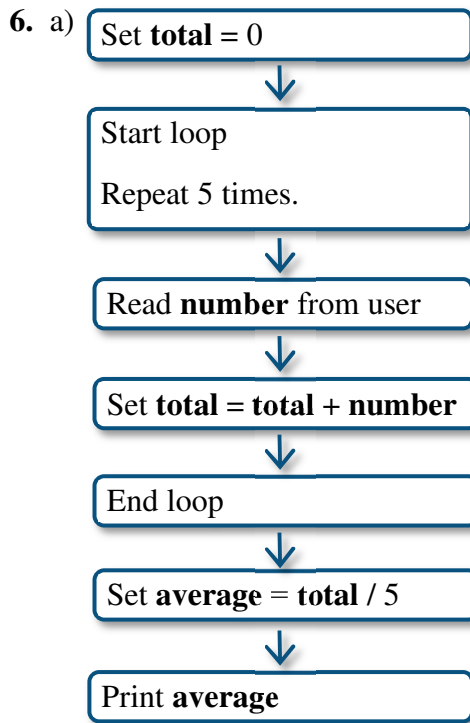 6. a) Set total = 0
Start loop
Repeat 5 times.
Read number from user
Set total = total + number
End loop
Set average = total / 5
Print average